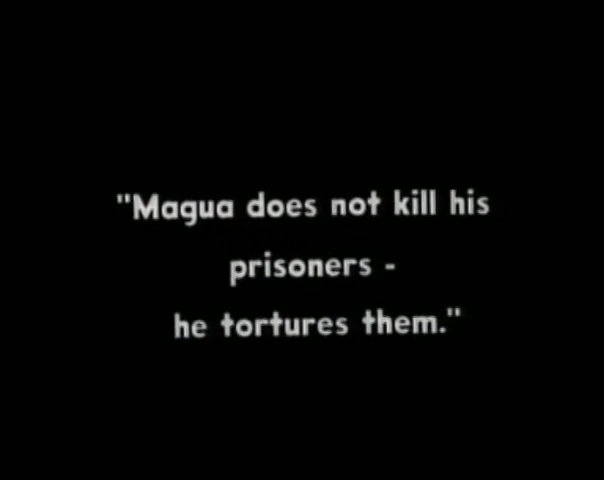 "Magua does not kill his
prisoners -
he tortures them."